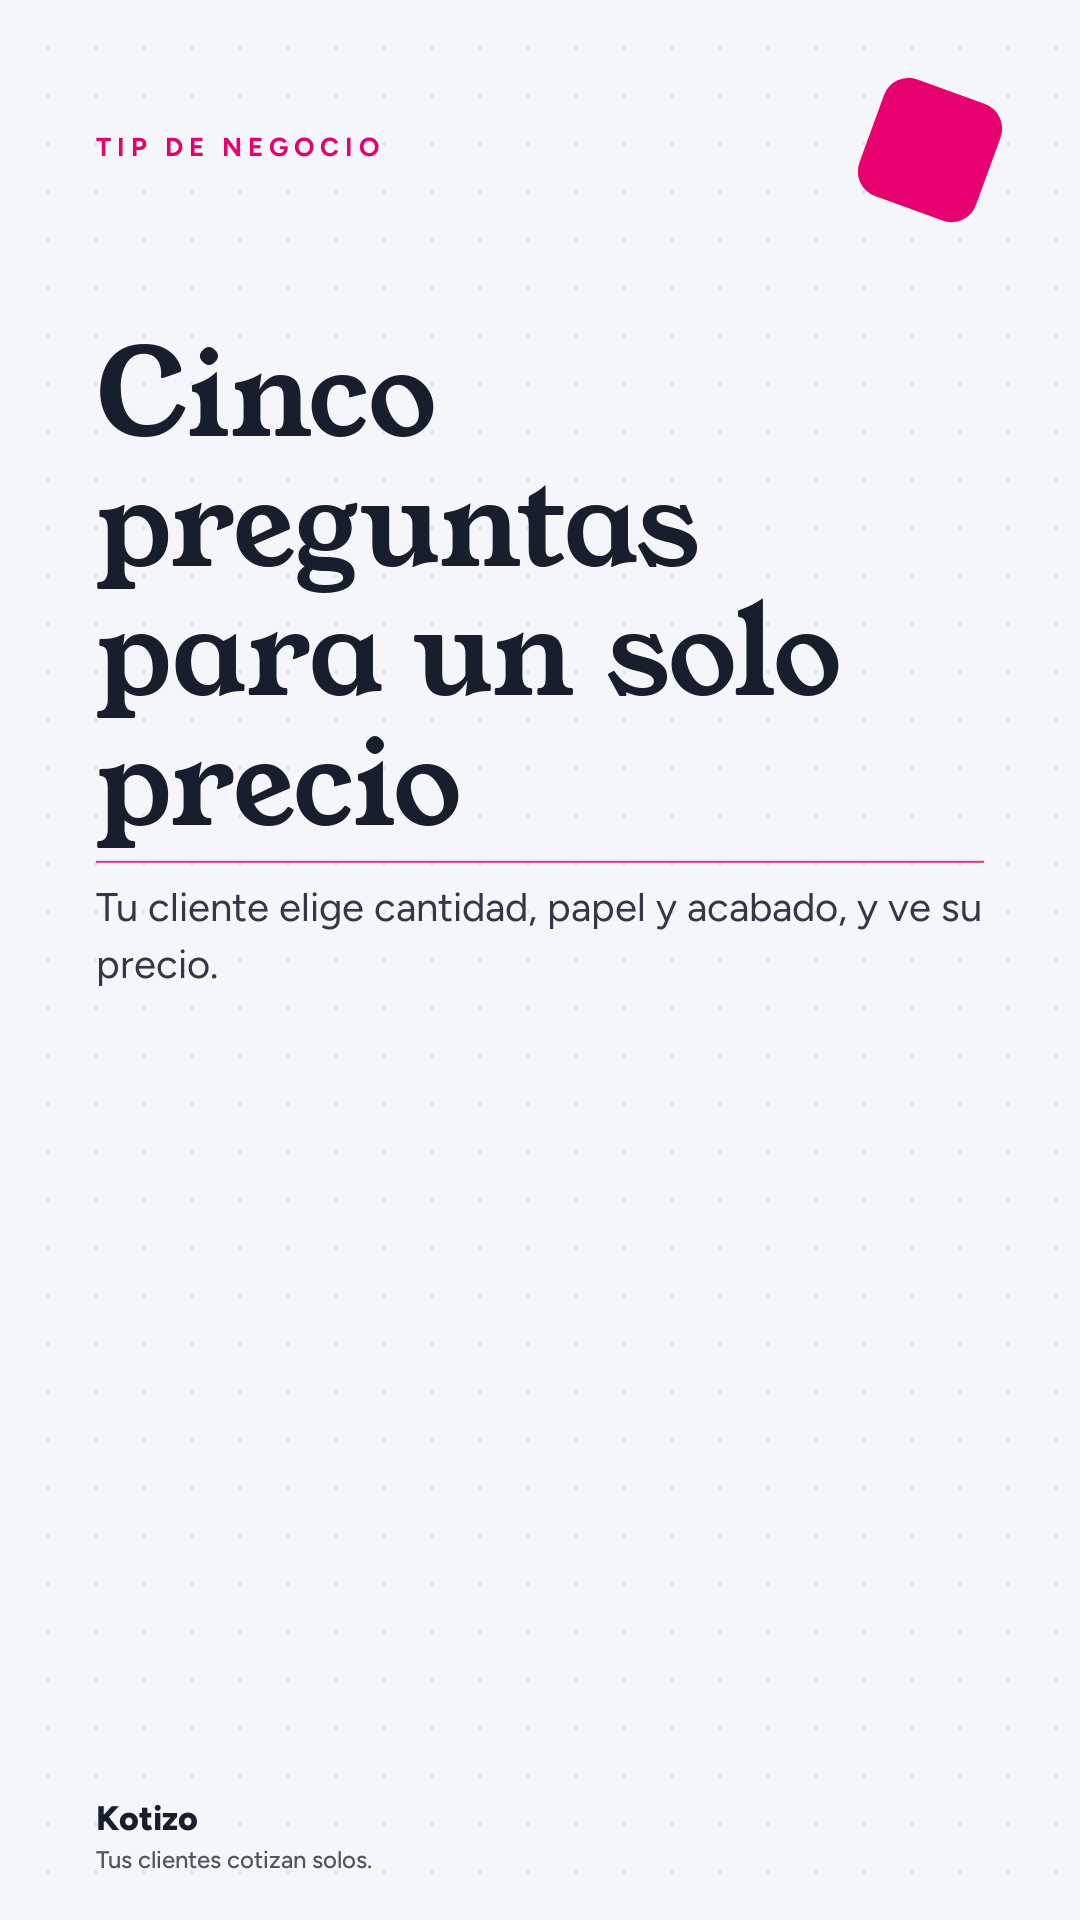 TIP DE NEGOCIO
Cinco
preguntas
para un solo
precio
Tu cliente elige cantidad, papel y acabado, y ve su
precio.
Kotizo
Tus clientes cotizan solos.